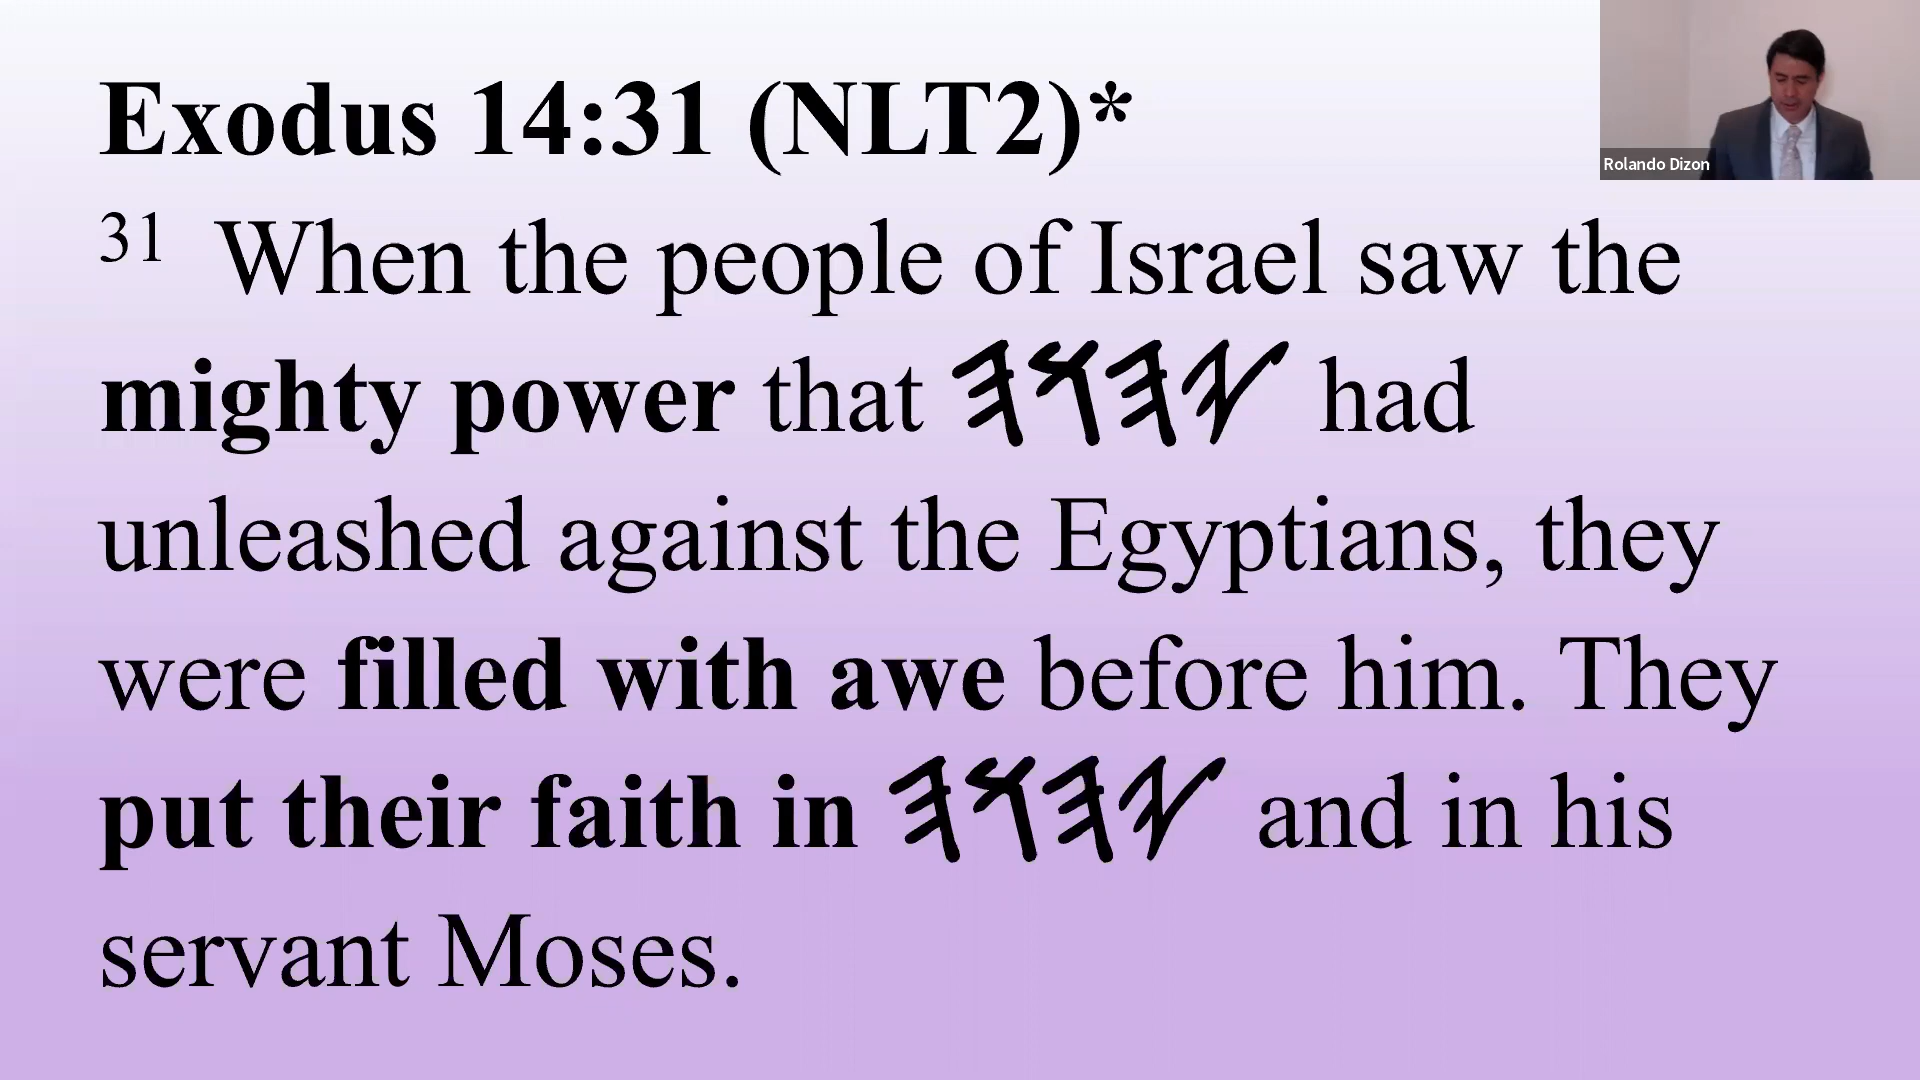 Exodus 14:31 (NLT2)*
Rolando Dizon
31 When the people of Israel saw the
mighty power that 𐤉𐤄𐤅𐤄 had
unleashed against the Egyptians, they
were filled with awe before him. They
put their faith in 𐤉𐤄𐤅𐤄 and in his
servant Moses.